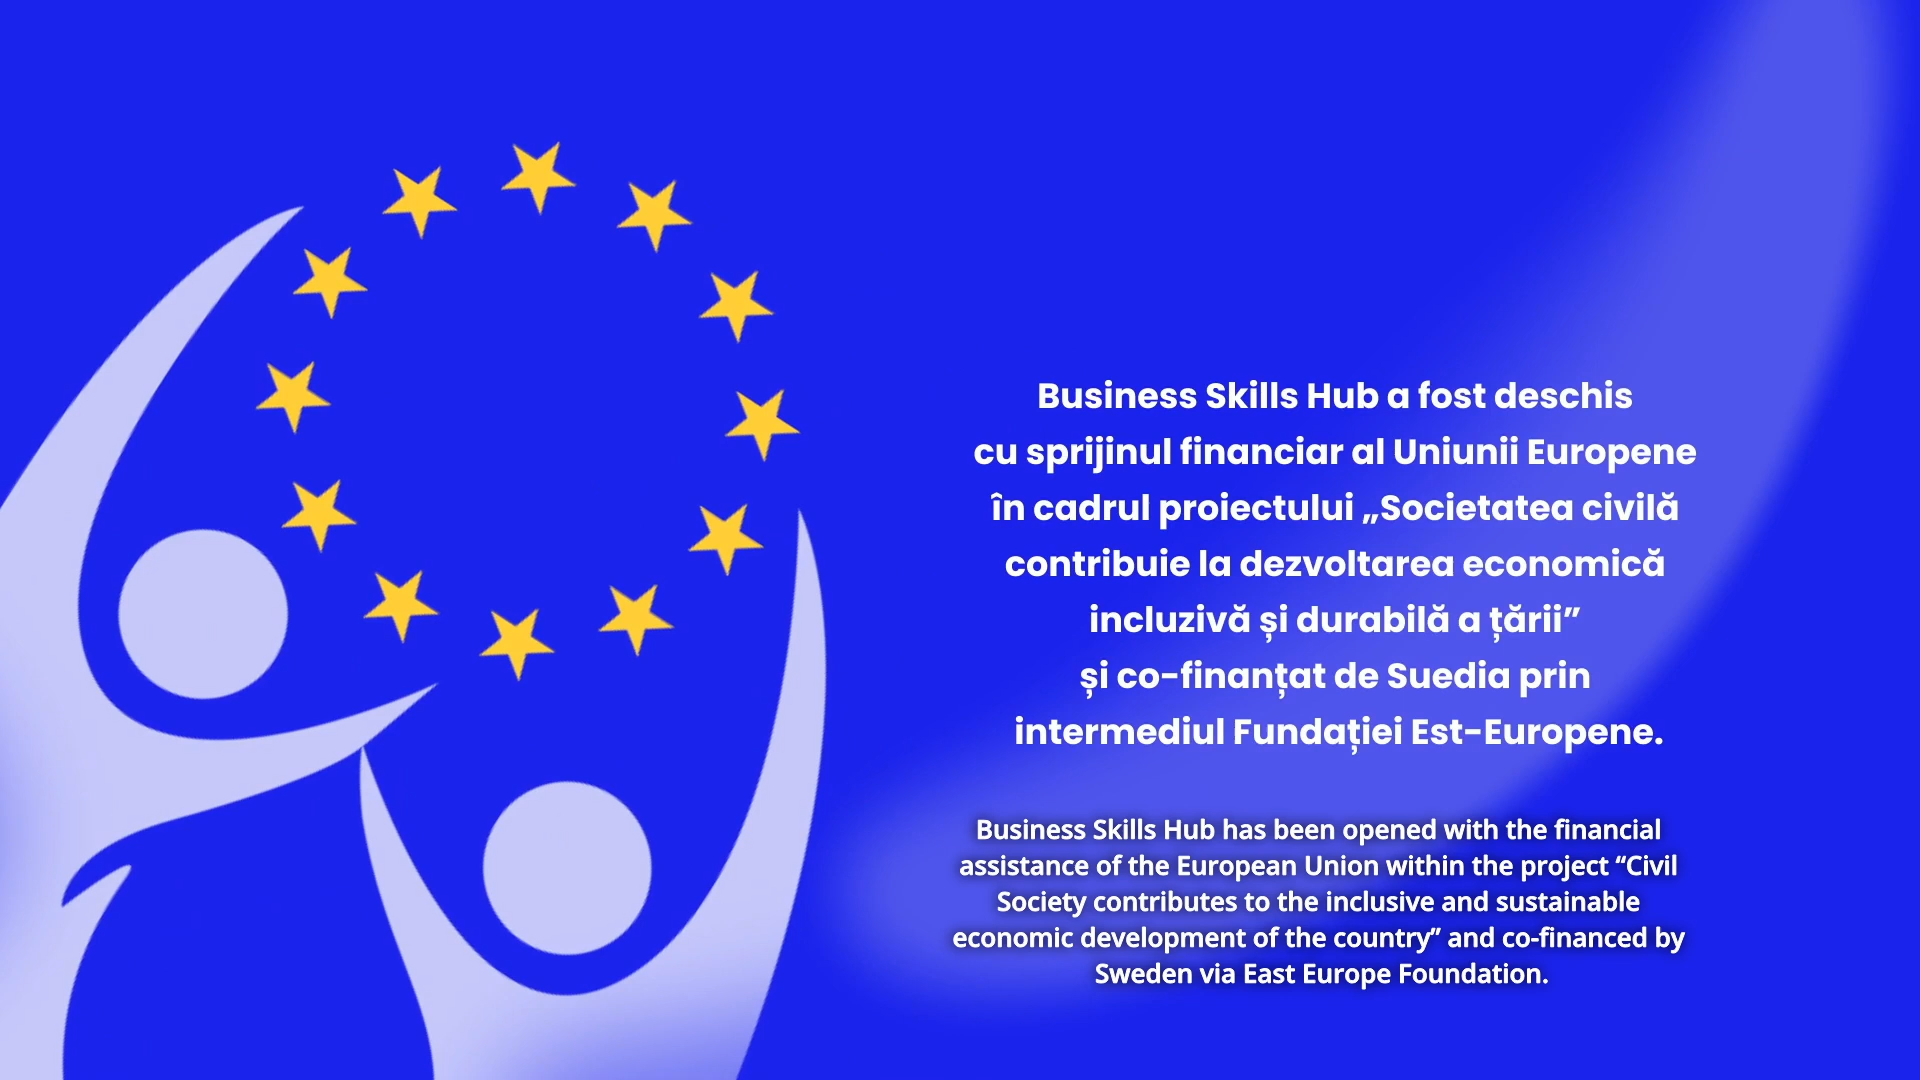 Business Skills Hub a fost deschis
cu sprijinul financiar al Uniunii Europene
în cadrul proiectului „Societatea civilă
contribuie la dezvoltarea economică
incluzivă și durabilă a țării”
și co-finanțat de Suedia prin
intermediul Fundației Est-Europene.
Business Skills Hub has been opened with the financial
assistance of the European Union within the project “Civil
Society contributes to the inclusive and sustainable
economic development of the country” and co-financed by
Sweden via East Europe Foundation.